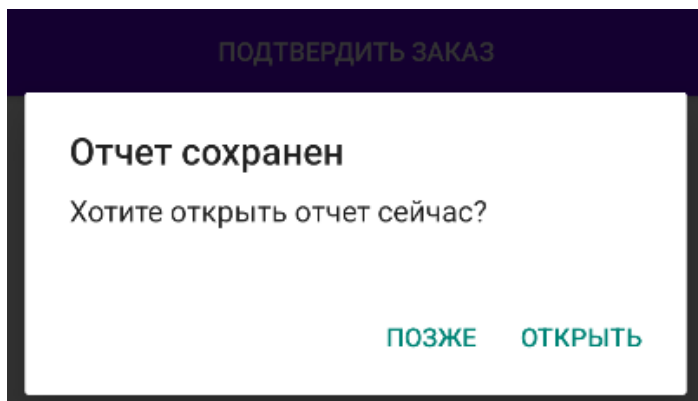 ПОДТВЕРДИТЬ ЗАКАЗ
Отчет сохранен
Хотите открыть отчет сейчас?
ПОЗЖЕ ОТКРЫТЬ